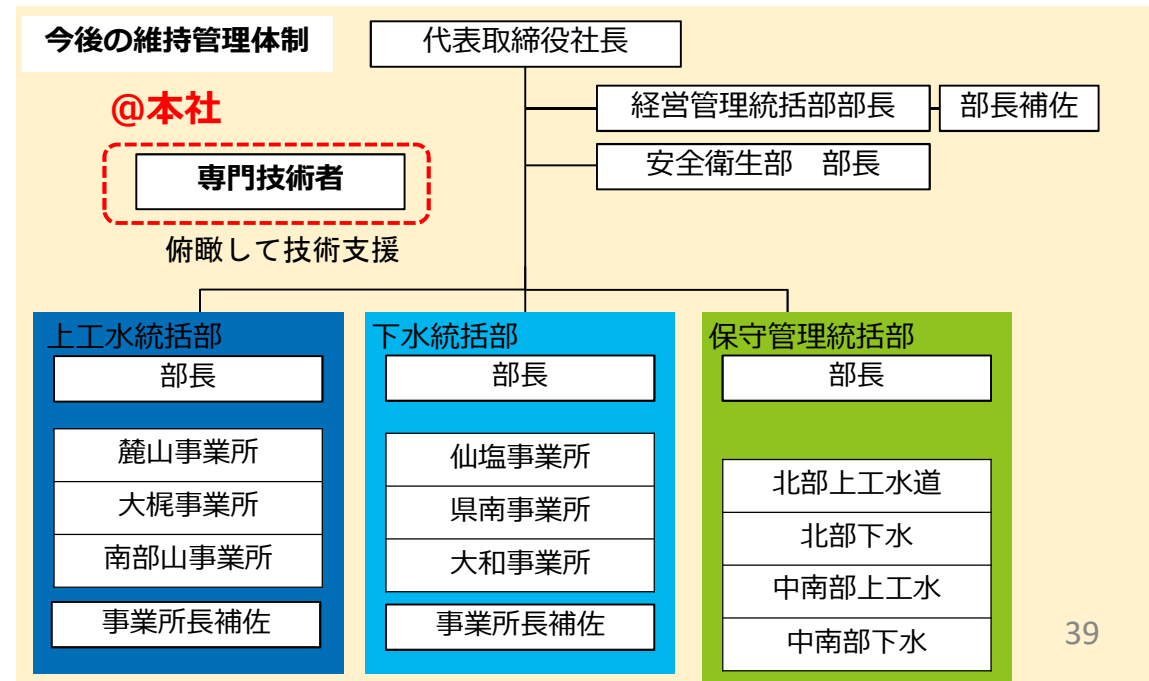 今後の維持管理体制
代表取締役社長
@本社
経営管理統括部部長
部長補佐
専門技術者
安全衛生部　部長
俯瞰して技術支援
上工水統括部
部長
麓山事業所
大梶事業所
南部山事業所
事業所長補佐
下水統括部
部長
仙塩事業所
県南事業所
大和事業所
事業所長補佐
保守管理統括部
部長
北部上工水道
北部下水
中南部上工水
中南部下水
39